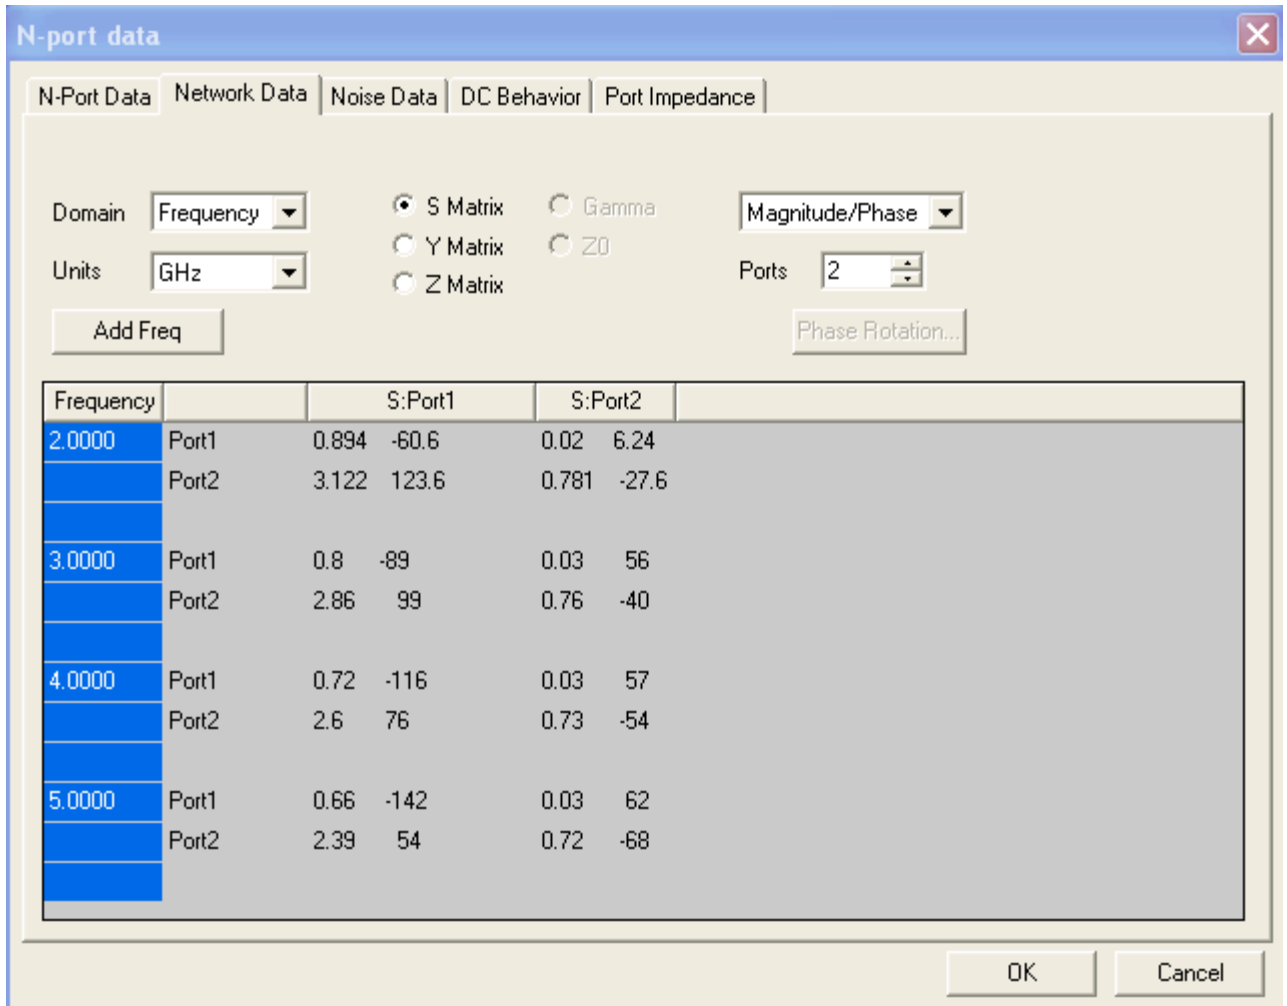 N-port data
N-Port Data Network Data Noise Data DC Behavior Port Impedance
Domain Frequency S Matrix Gamma Magnitude/Phase
Y Matrix Z0
Units GHz Ports 2
Z Matrix
Add Freq Phase Rotation...
Frequency S:Port1 S:Port2
2.0000 Port1 0.894 -60.6 0.02 6.24
Port2 3.122 123.6 0.781 -27.6
3.0000 Port1 0.8 -89 0.03 56
Port2 2.86 99 0.76 -40
4.0000 Port1 0.72 -116 0.03 57
Port2 2.6 76 0.73 -54
5.0000 Port1 0.66 -142 0.03 62
Port2 2.39 54 0.72 -68
OK Cancel